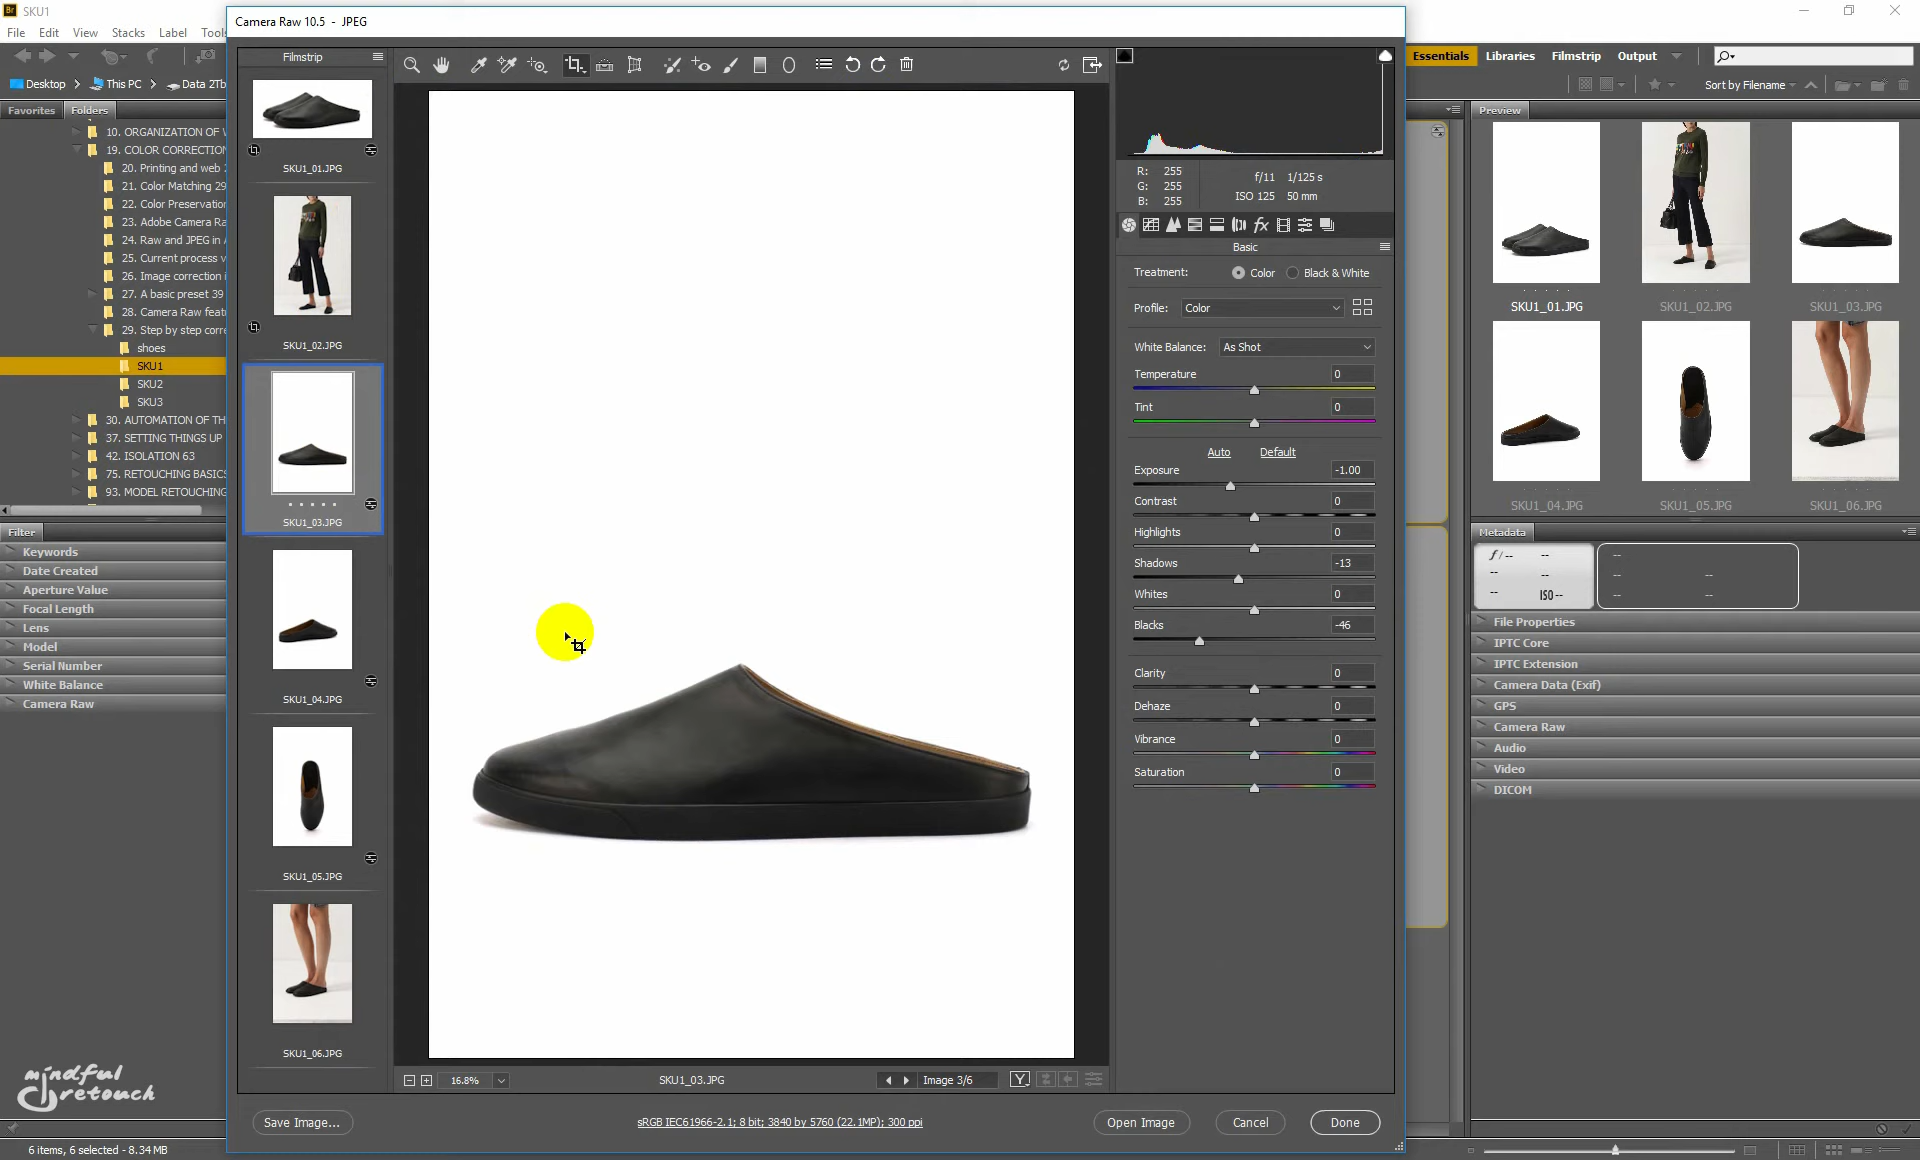 SKU1
File Edit View Stacks Label Tools
Camera Raw 10.5 - JPEG
Essentials Libraries Filmstrip Output
Desktop This PC Data 2Tb
Sort by Filename
Favorites Folders
10. ORGANIZATION OF
19. COLOR CORRECTION
20. Printing and web
21. Color Matching 29
22. Color Preservation
23. Adobe Camera Ra
24. Raw and JPEG in
25. Current process v
26. Image correction i
27. A basic preset 39
28. Camera Raw feat
29. Step by step corre
shoes
SKU1
SKU2
SKU3
30. AUTOMATION OF TH
37. SETTING THINGS UP
42. ISOLATION 63
75. RETOUCHING BASICS
93. MODEL RETOUCHING
Filter
Keywords
Date Created
Aperture Value
Focal Length
Lens
Model
Serial Number
White Balance
Camera Raw
mindful
retouch
6 items, 6 selected - 8.34 MB
Filmstrip
SKU1_01.JPG
SKU1_02.JPG
SKU1_03.JPG
SKU1_04.JPG
SKU1_05.JPG
SKU1_06.JPG
16.8%
SKU1_03.JPG
Image 3/6
Y
Save Image...
sRGB IEC61966-2.1; 8 bit; 3840 by 5760 (22.1MP); 300 ppi
Open Image
Cancel
Done
R: 255
G: 255
B: 255
f/11 1/125 s
ISO 125 50 mm
fx
Basic
Treatment: Color Black & White
Profile: Color
White Balance: As Shot
Temperature 0
Tint 0
Auto Default
Exposure -1.00
Contrast 0
Highlights 0
Shadows -13
Whites 0
Blacks -46
Clarity 0
Dehaze 0
Vibrance 0
Saturation 0
Preview
SKU1_01.JPG
SKU1_02.JPG
SKU1_03.JPG
SKU1_04.JPG
SKU1_05.JPG
SKU1_06.JPG
Metadata
f/-- --
-- --
-- ISO--
--
-- --
-- --
File Properties
IPTC Core
IPTC Extension
Camera Data (Exif)
GPS
Camera Raw
Audio
Video
DICOM